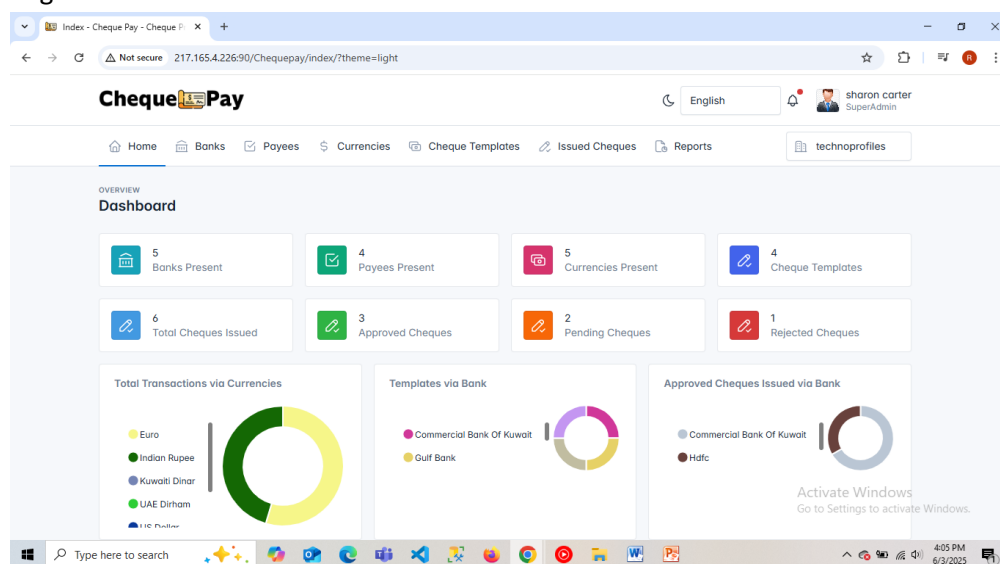 Index - Cheque Pay - Cheque P
Not secure 217.165.4.226:90/Chequepay/index/?theme=light
R
Cheque Pay
English
sharon carter
SuperAdmin
Home Banks Payees Currencies Cheque Templates Issued Cheques Reports technoprofiles
OVERVIEW
Dashboard
5
Banks Present
4
Payees Present
5
Currencies Present
4
Cheque Templates
6
Total Cheques Issued
3
Approved Cheques
2
Pending Cheques
1
Rejected Cheques
Total Transactions via Currencies
Euro
Indian Rupee
Kuwaiti Dinar
UAE Dirham
US Dollar
Templates via Bank
Commercial Bank Of Kuwait
Gulf Bank
Approved Cheques Issued via Bank
Commercial Bank Of Kuwait
Hdfc
Activate Windows
Go to Settings to activate Windows.
Type here to search
4:05 PM
6/3/2025